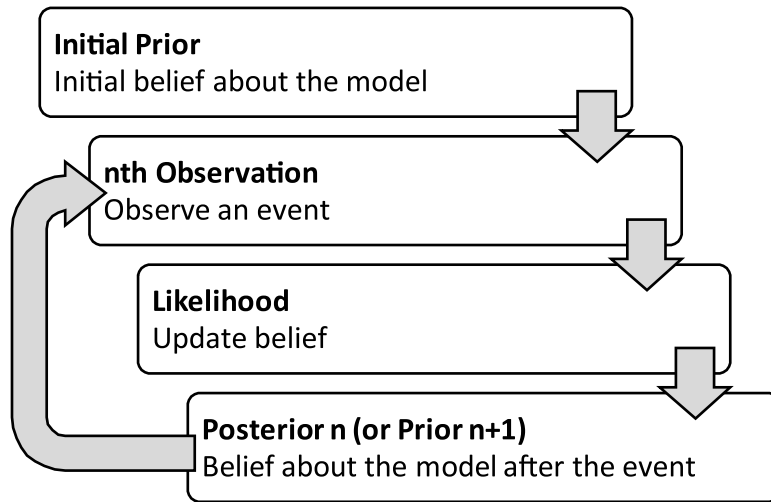 Initial Prior
Initial belief about the model
nth Observation
Observe an event
Likelihood
Update belief
Posterior n (or Prior n+1)
Belief about the model after the event